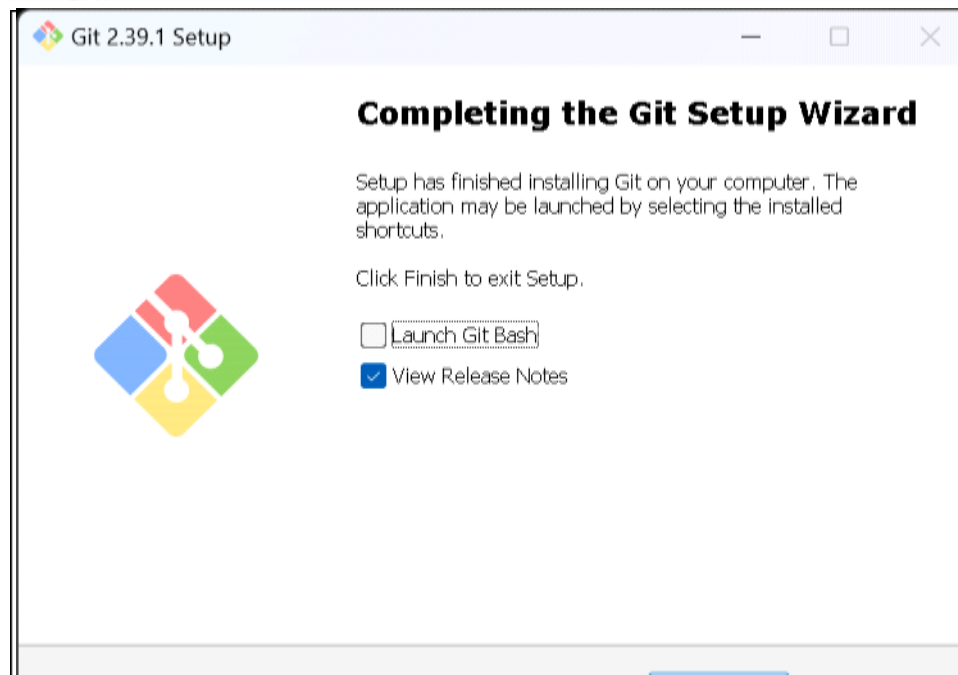 Git 2.39.1 Setup
Completing the Git Setup Wizard
Setup has finished installing Git on your computer. The
application may be launched by selecting the installed
shortcuts.
Click Finish to exit Setup.
Launch Git Bash
View Release Notes